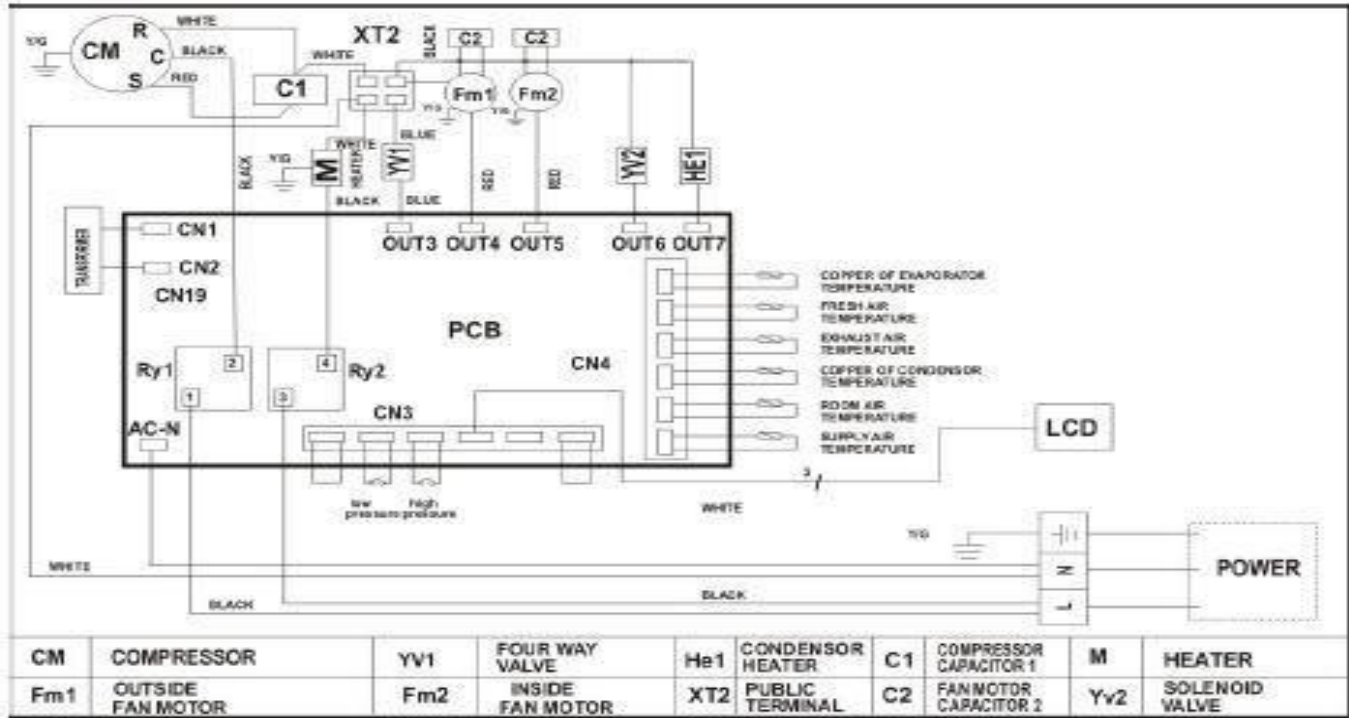 WHITE
R
XT2
BLACK
C2
C2
Y/G
CM
BLACK
C
WHITE
RED
S
C1
Fm1
Fm2
Y/G
Y/G
BLUE
WHITE
Y/G
M
HEATER
YV1
YV2
HE1
BLACK
RED
RED
BLACK
BLUE
TRANSFORMER
CN1
OUT3 OUT4 OUT5 OUT6 OUT7
CN2
CN19
COPPER OF EVAPORATOR
TEMPERATURE
FRESH AIR
TEMPERATURE
PCB
EXHAUST AIR
TEMPERATURE
CN4
COPPER OF CONDENSOR
TEMPERATURE
Ry1
2
1
4
3
Ry2
ROOM AIR
TEMPERATURE
CN3
AC-N
SUPPLY AIR
TEMPERATURE
LCD
3
low
pressure
high
pressure
WHITE
Y/G
N
L
POWER
WHITE
BLACK
BLACK
CM COMPRESSOR YV1 FOUR WAY VALVE He1 CONDENSOR HEATER C1 COMPRESSOR CAPACITOR 1 M HEATER
Fm1 OUTSIDE FAN MOTOR Fm2 INSIDE FAN MOTOR XT2 PUBLIC TERMINAL C2 FAN MOTOR CAPACITOR 2 Yv2 SOLENOID VALVE